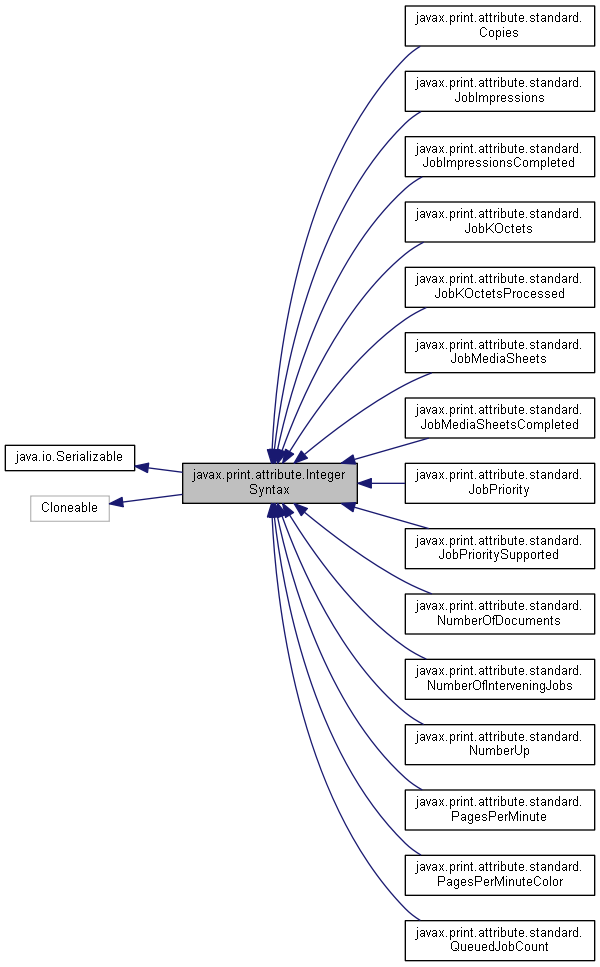 javax.print.attribute.standard.
Copies
javax.print.attribute.standard.
JobImpressions
javax.print.attribute.standard.
JobImpressionsCompleted
javax.print.attribute.standard.
JobKOctets
javax.print.attribute.standard.
JobKOctetsProcessed
javax.print.attribute.standard.
JobMediaSheets
javax.print.attribute.standard.
JobMediaSheetsCompleted
java.io.Serializable
javax.print.attribute.Integer
Syntax
Cloneable
javax.print.attribute.standard.
JobPriority
javax.print.attribute.standard.
JobPrioritySupported
javax.print.attribute.standard.
NumberOfDocuments
javax.print.attribute.standard.
NumberOfInterveningJobs
javax.print.attribute.standard.
NumberUp
javax.print.attribute.standard.
PagesPerMinute
javax.print.attribute.standard.
PagesPerMinuteColor
javax.print.attribute.standard.
QueuedJobCount